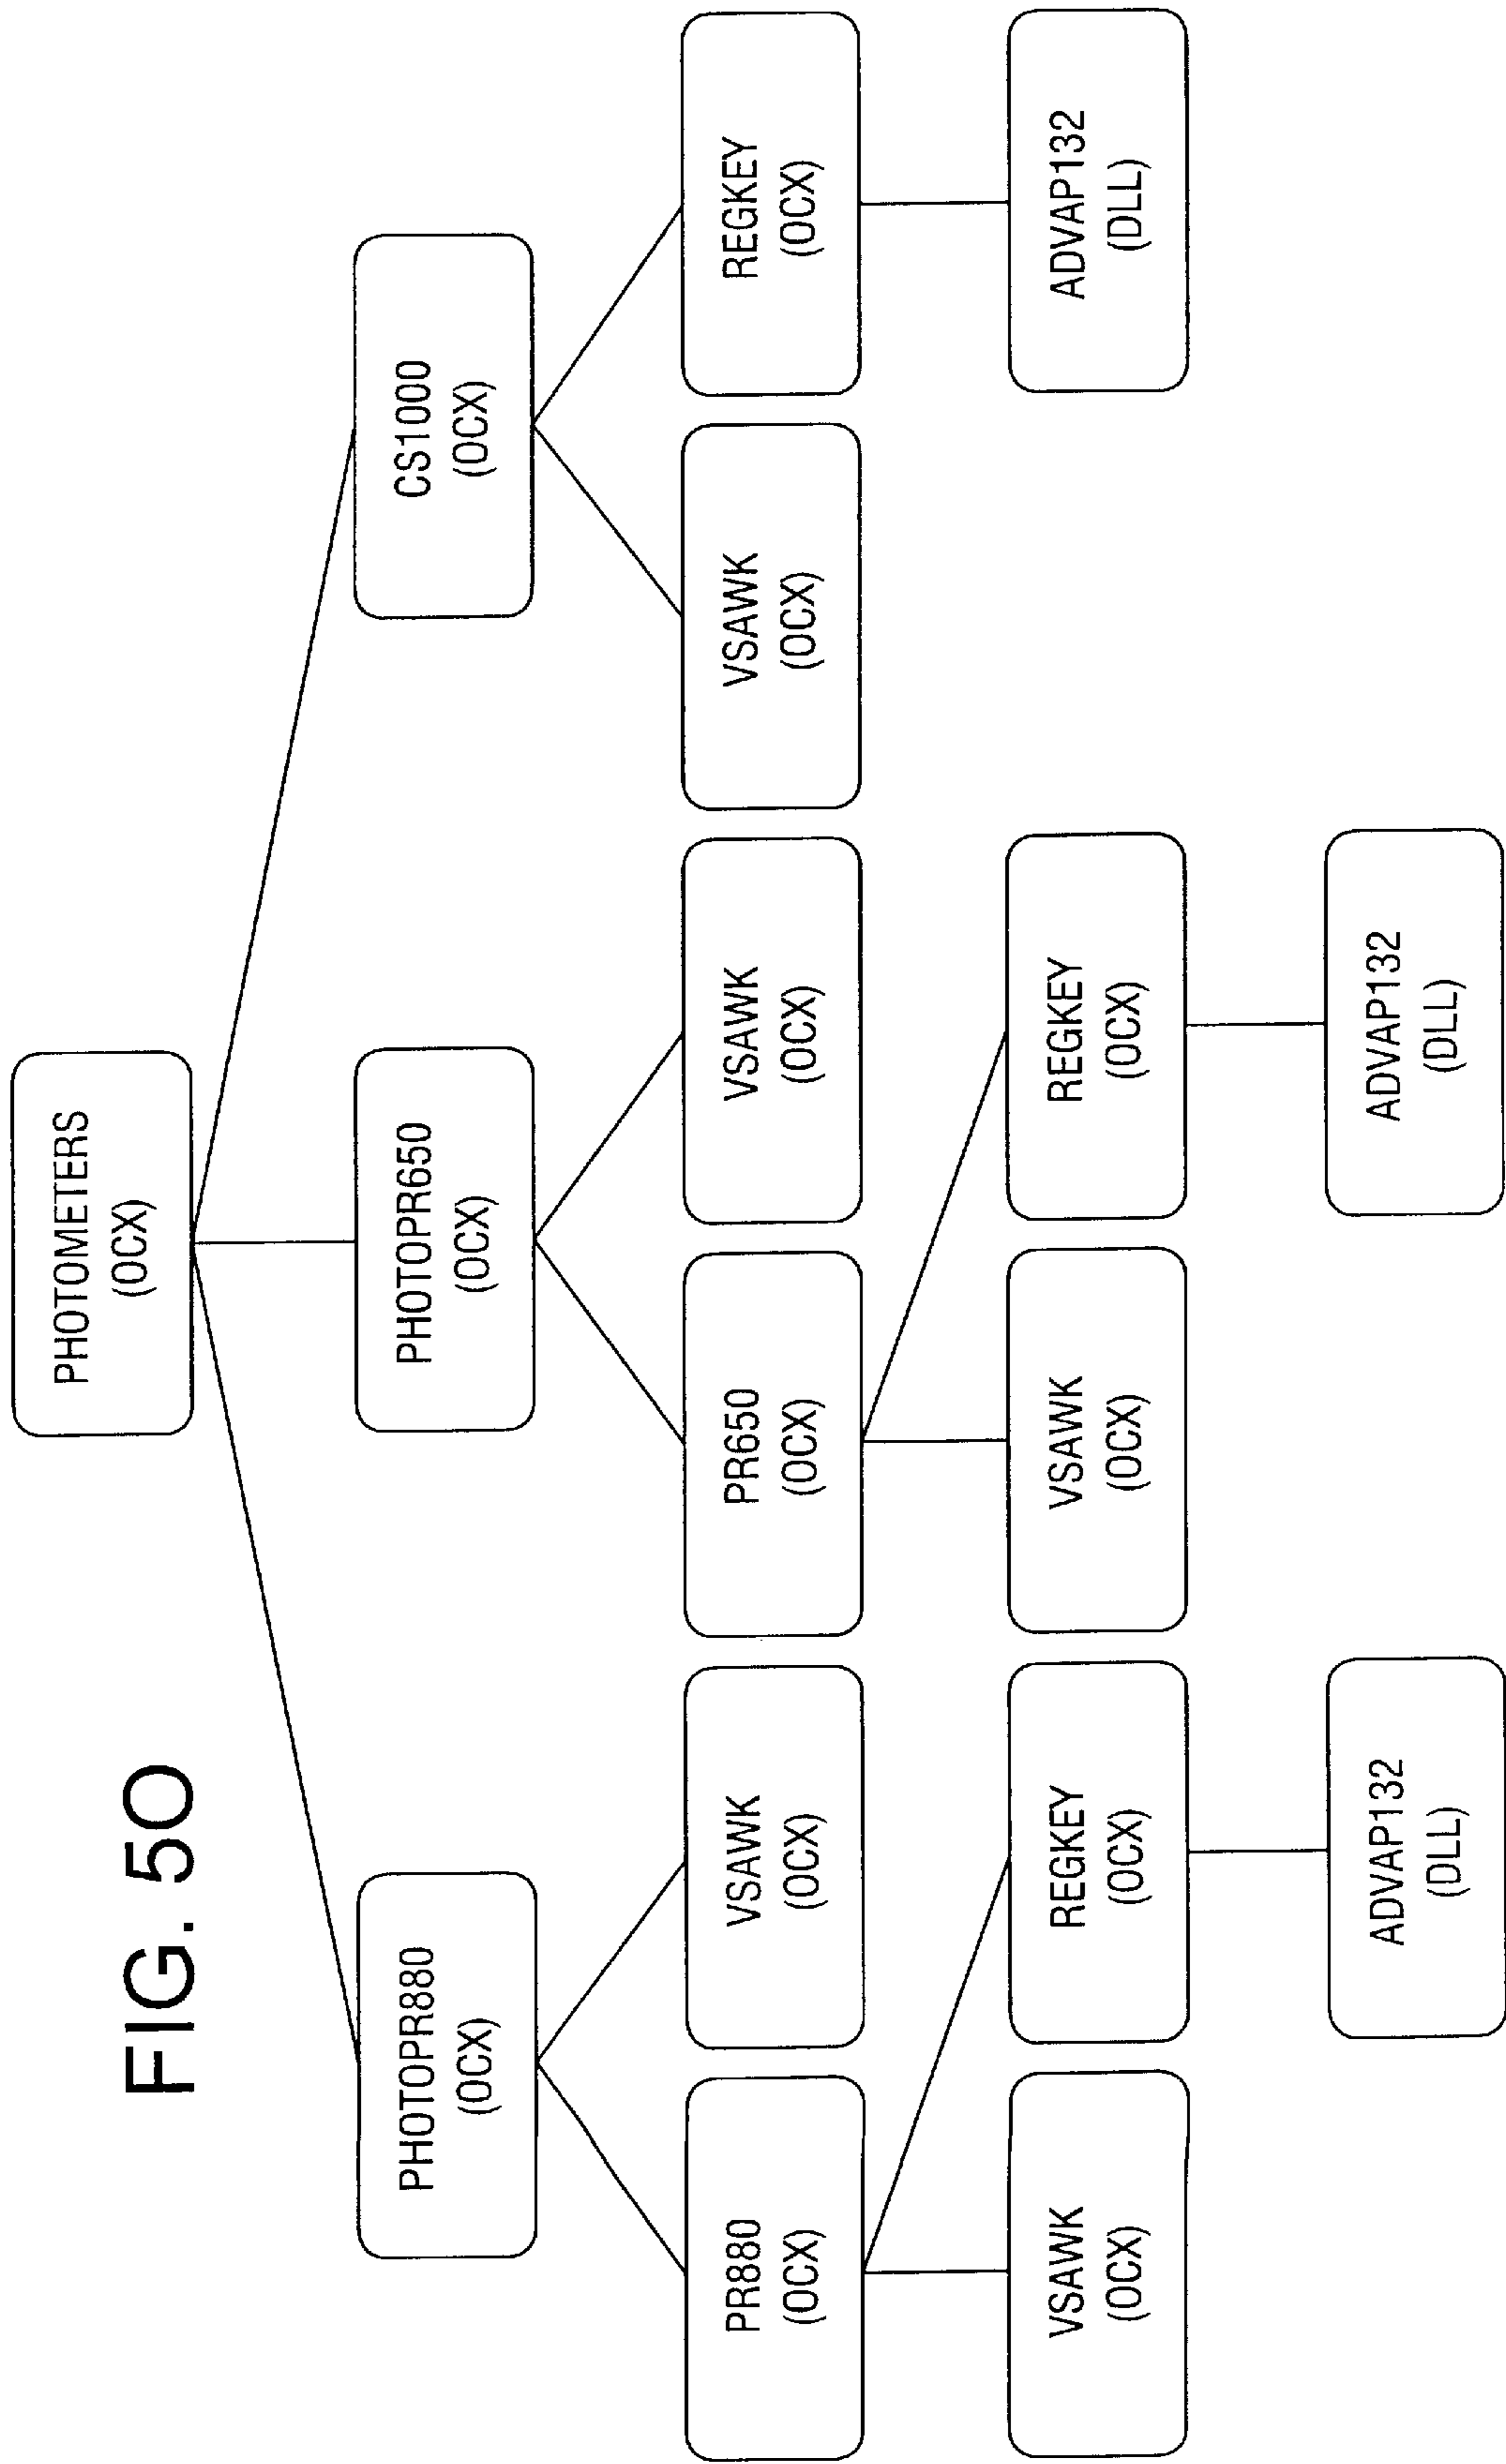 FIG. 5O
PHOTOMETERS
(OCX)
PHOTOPR880
(OCX)
PHOTOPR650
(OCX)
CS1000
(OCX)
PR880
(OCX)
VSAWK
(OCX)
PR650
(OCX)
VSAWK
(OCX)
VSAWK
(OCX)
REGKEY
(OCX)
VSAWK
(OCX)
REGKEY
(OCX)
VSAWK
(OCX)
REGKEY
(OCX)
ADVAP132
(DLL)
ADVAP132
(DLL)
ADVAP132
(DLL)